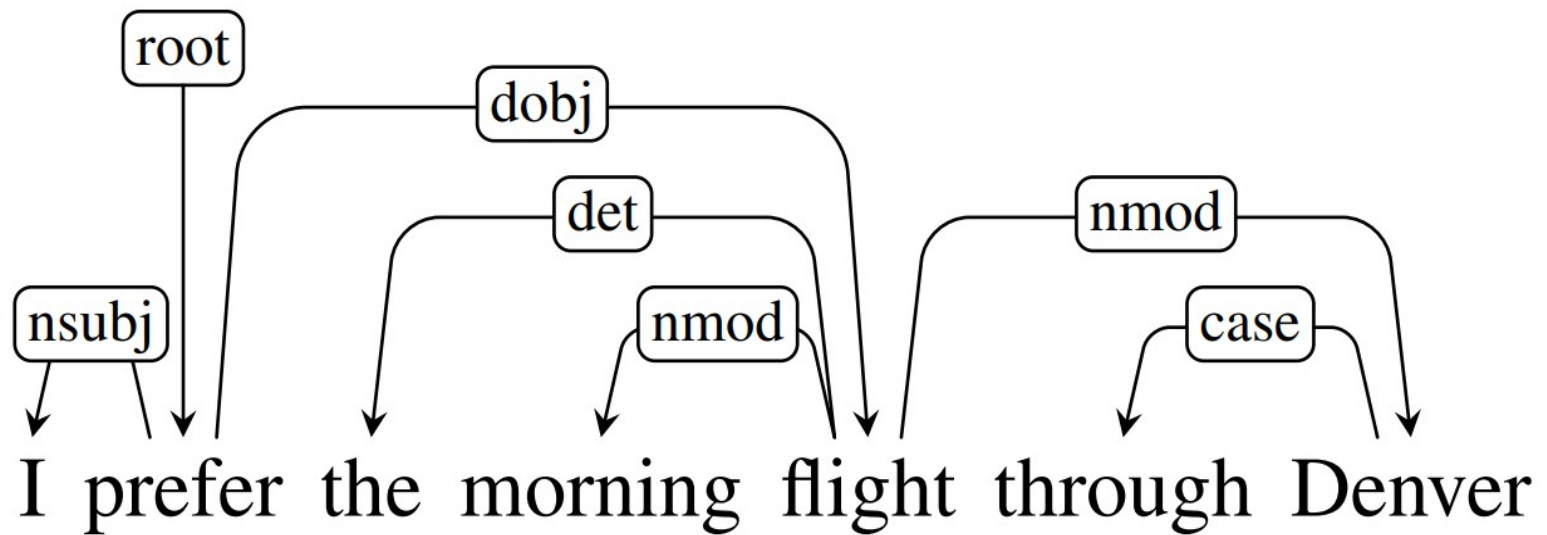 root
dobj
det nmod
nsubj nmod case
I prefer the morning flight through Denver